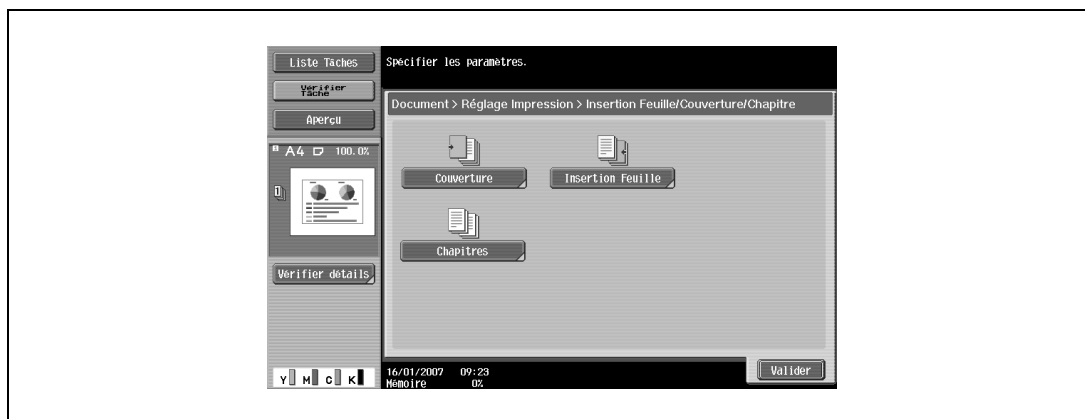 Liste Tâches
Spécifier les paramètres.
Vérifier
Tâche
Document > Réglage Impression > Insertion Feuille/Couverture/Chapitre
Aperçu
A4 100.0%
1
Couverture
Insertion Feuille
Chapitres
Vérifier détails
Valider
Y M C K
16/01/2007 09:23
Mémoire 0%